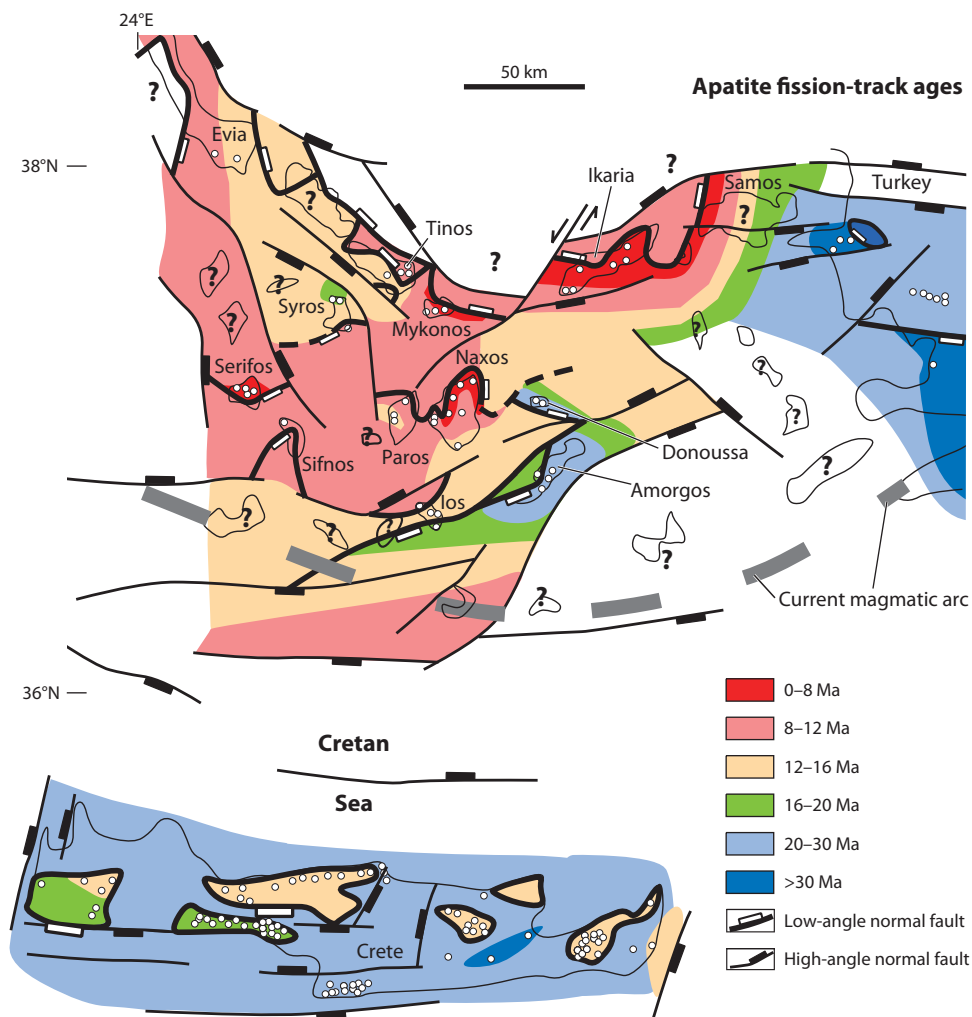 24°E
50 km
Apatite fission-track ages
?
Evia
38°N
?
Ikaria
Samos
?
Turkey
?
Tinos
?
?
?
Syros
?
Mykonos
?
Naxos
Serifos
?
Donoussa
?
Paros
Sifnos
?
Amorgos
Ios
?
?
?
?
?
Current magmatic arc
36°N
0–8 Ma
8–12 Ma
Cretan
12–16 Ma
Sea
16–20 Ma
20–30 Ma
>30 Ma
Low-angle normal fault
Crete
High-angle normal fault